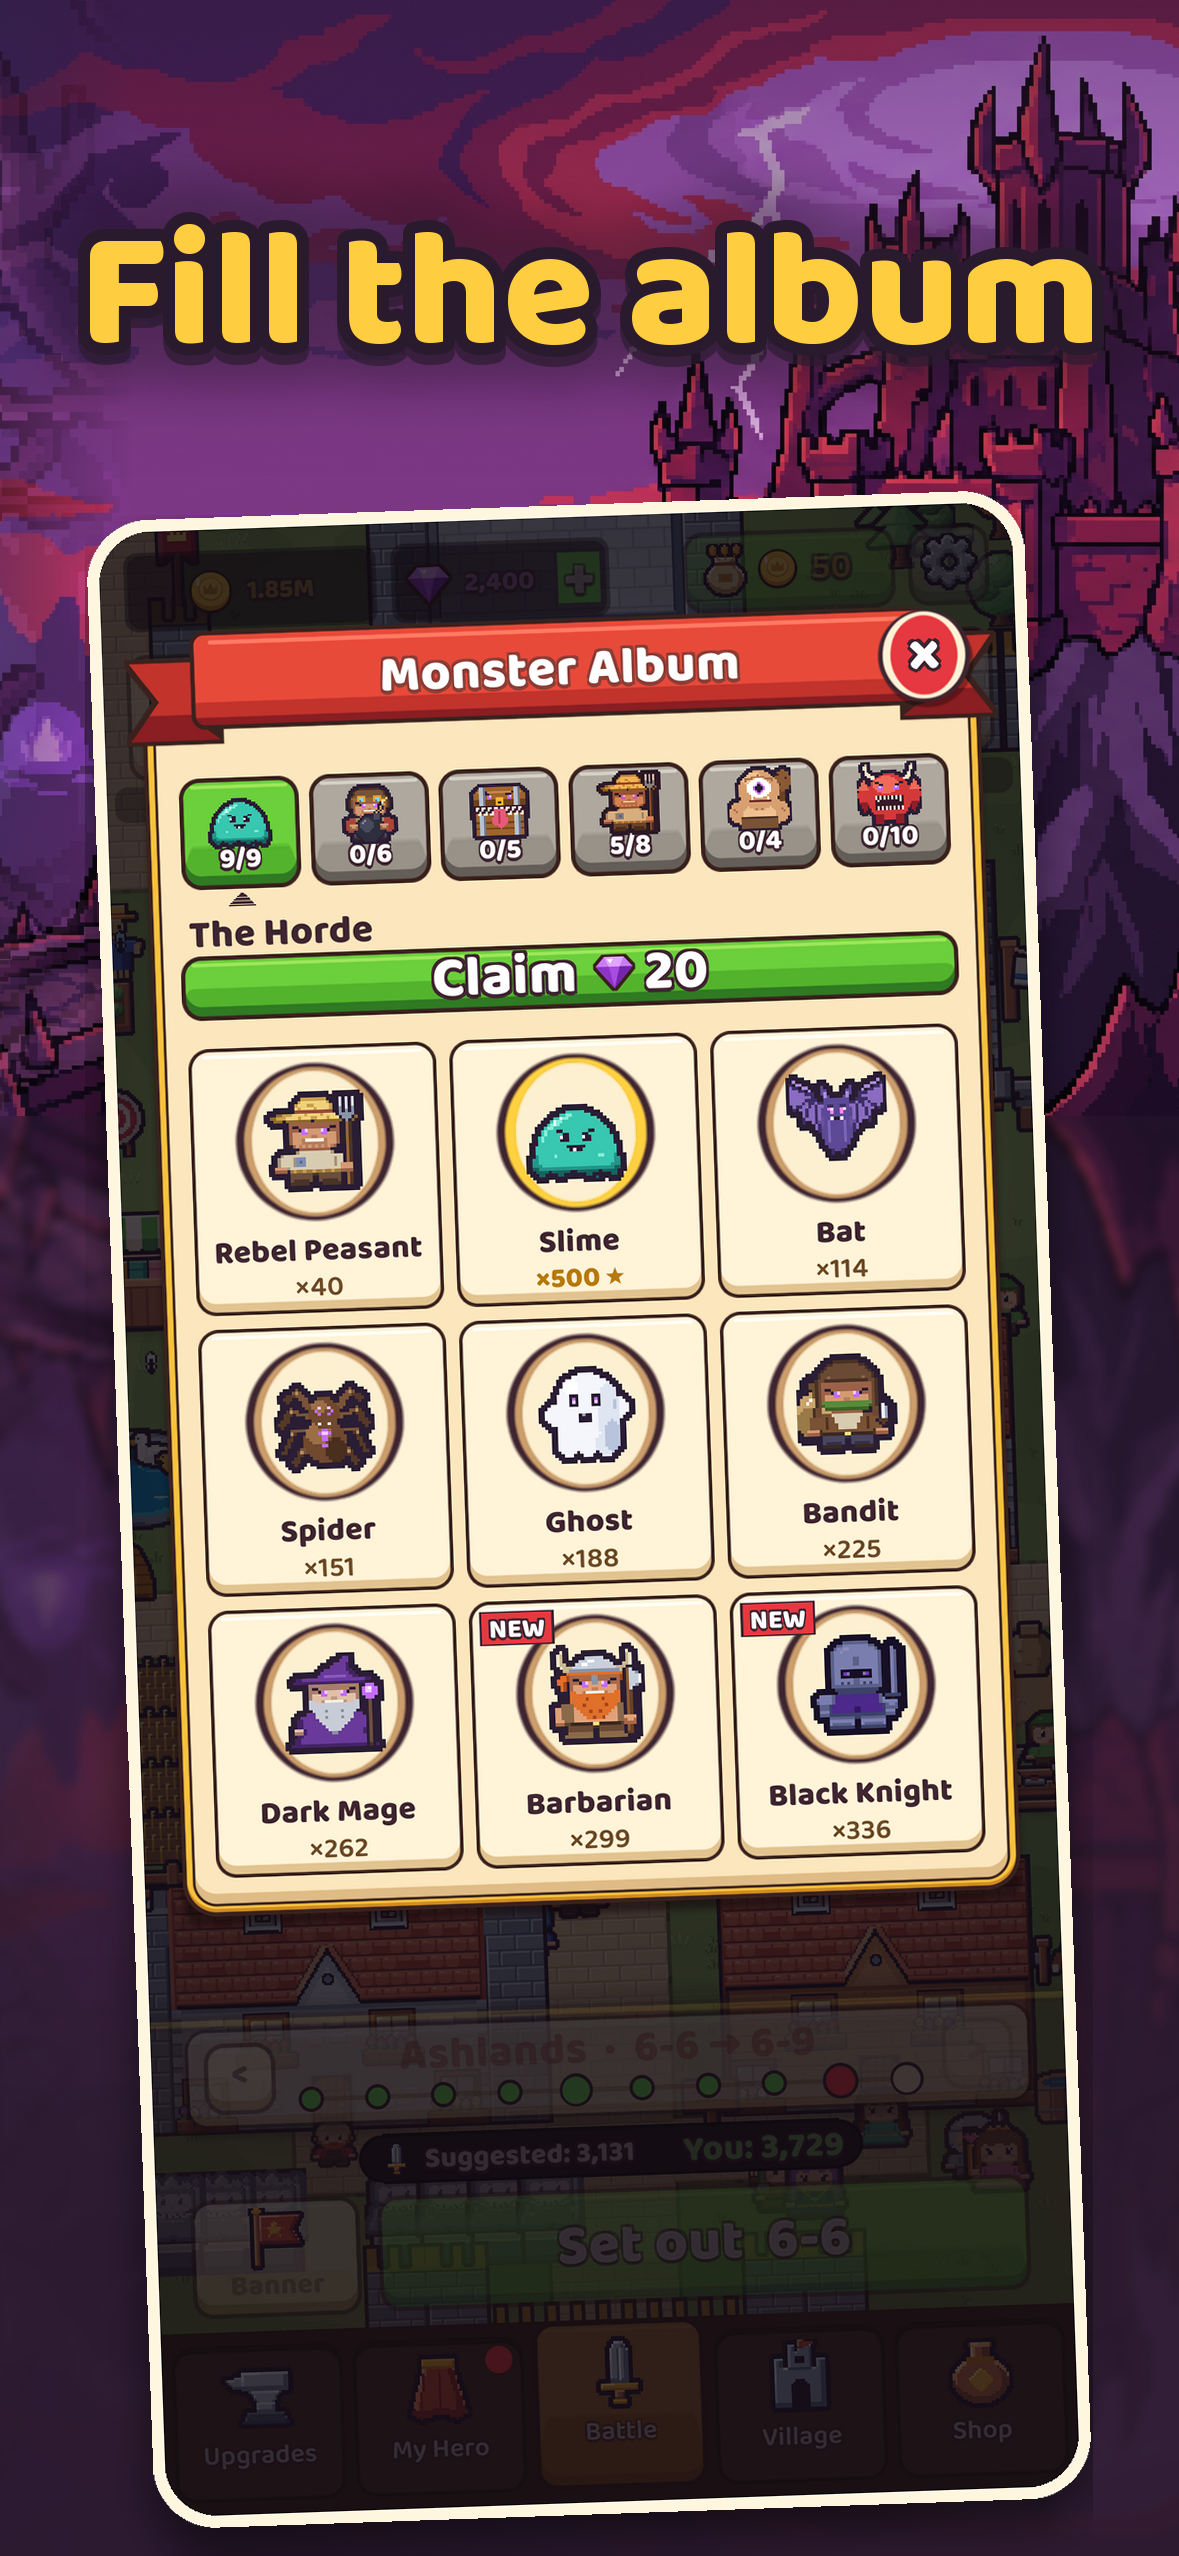 Fill the album
1.85M
2,400
50
Monster Album
9/9
0/6
0/5
5/8
0/4
0/10
The Horde
Claim 20
Rebel Peasant
×40
Slime
×500 ★
Bat
×114
Spider
×151
Ghost
×188
Bandit
×225
Dark Mage
×262
NEW
Barbarian
×299
NEW
Black Knight
×336
Ashlands · 6-6 → 6-9
<
Suggested: 3,131 You: 3,729
Banner
Set out 6-6
Upgrades
My Hero
Battle
Village
Shop